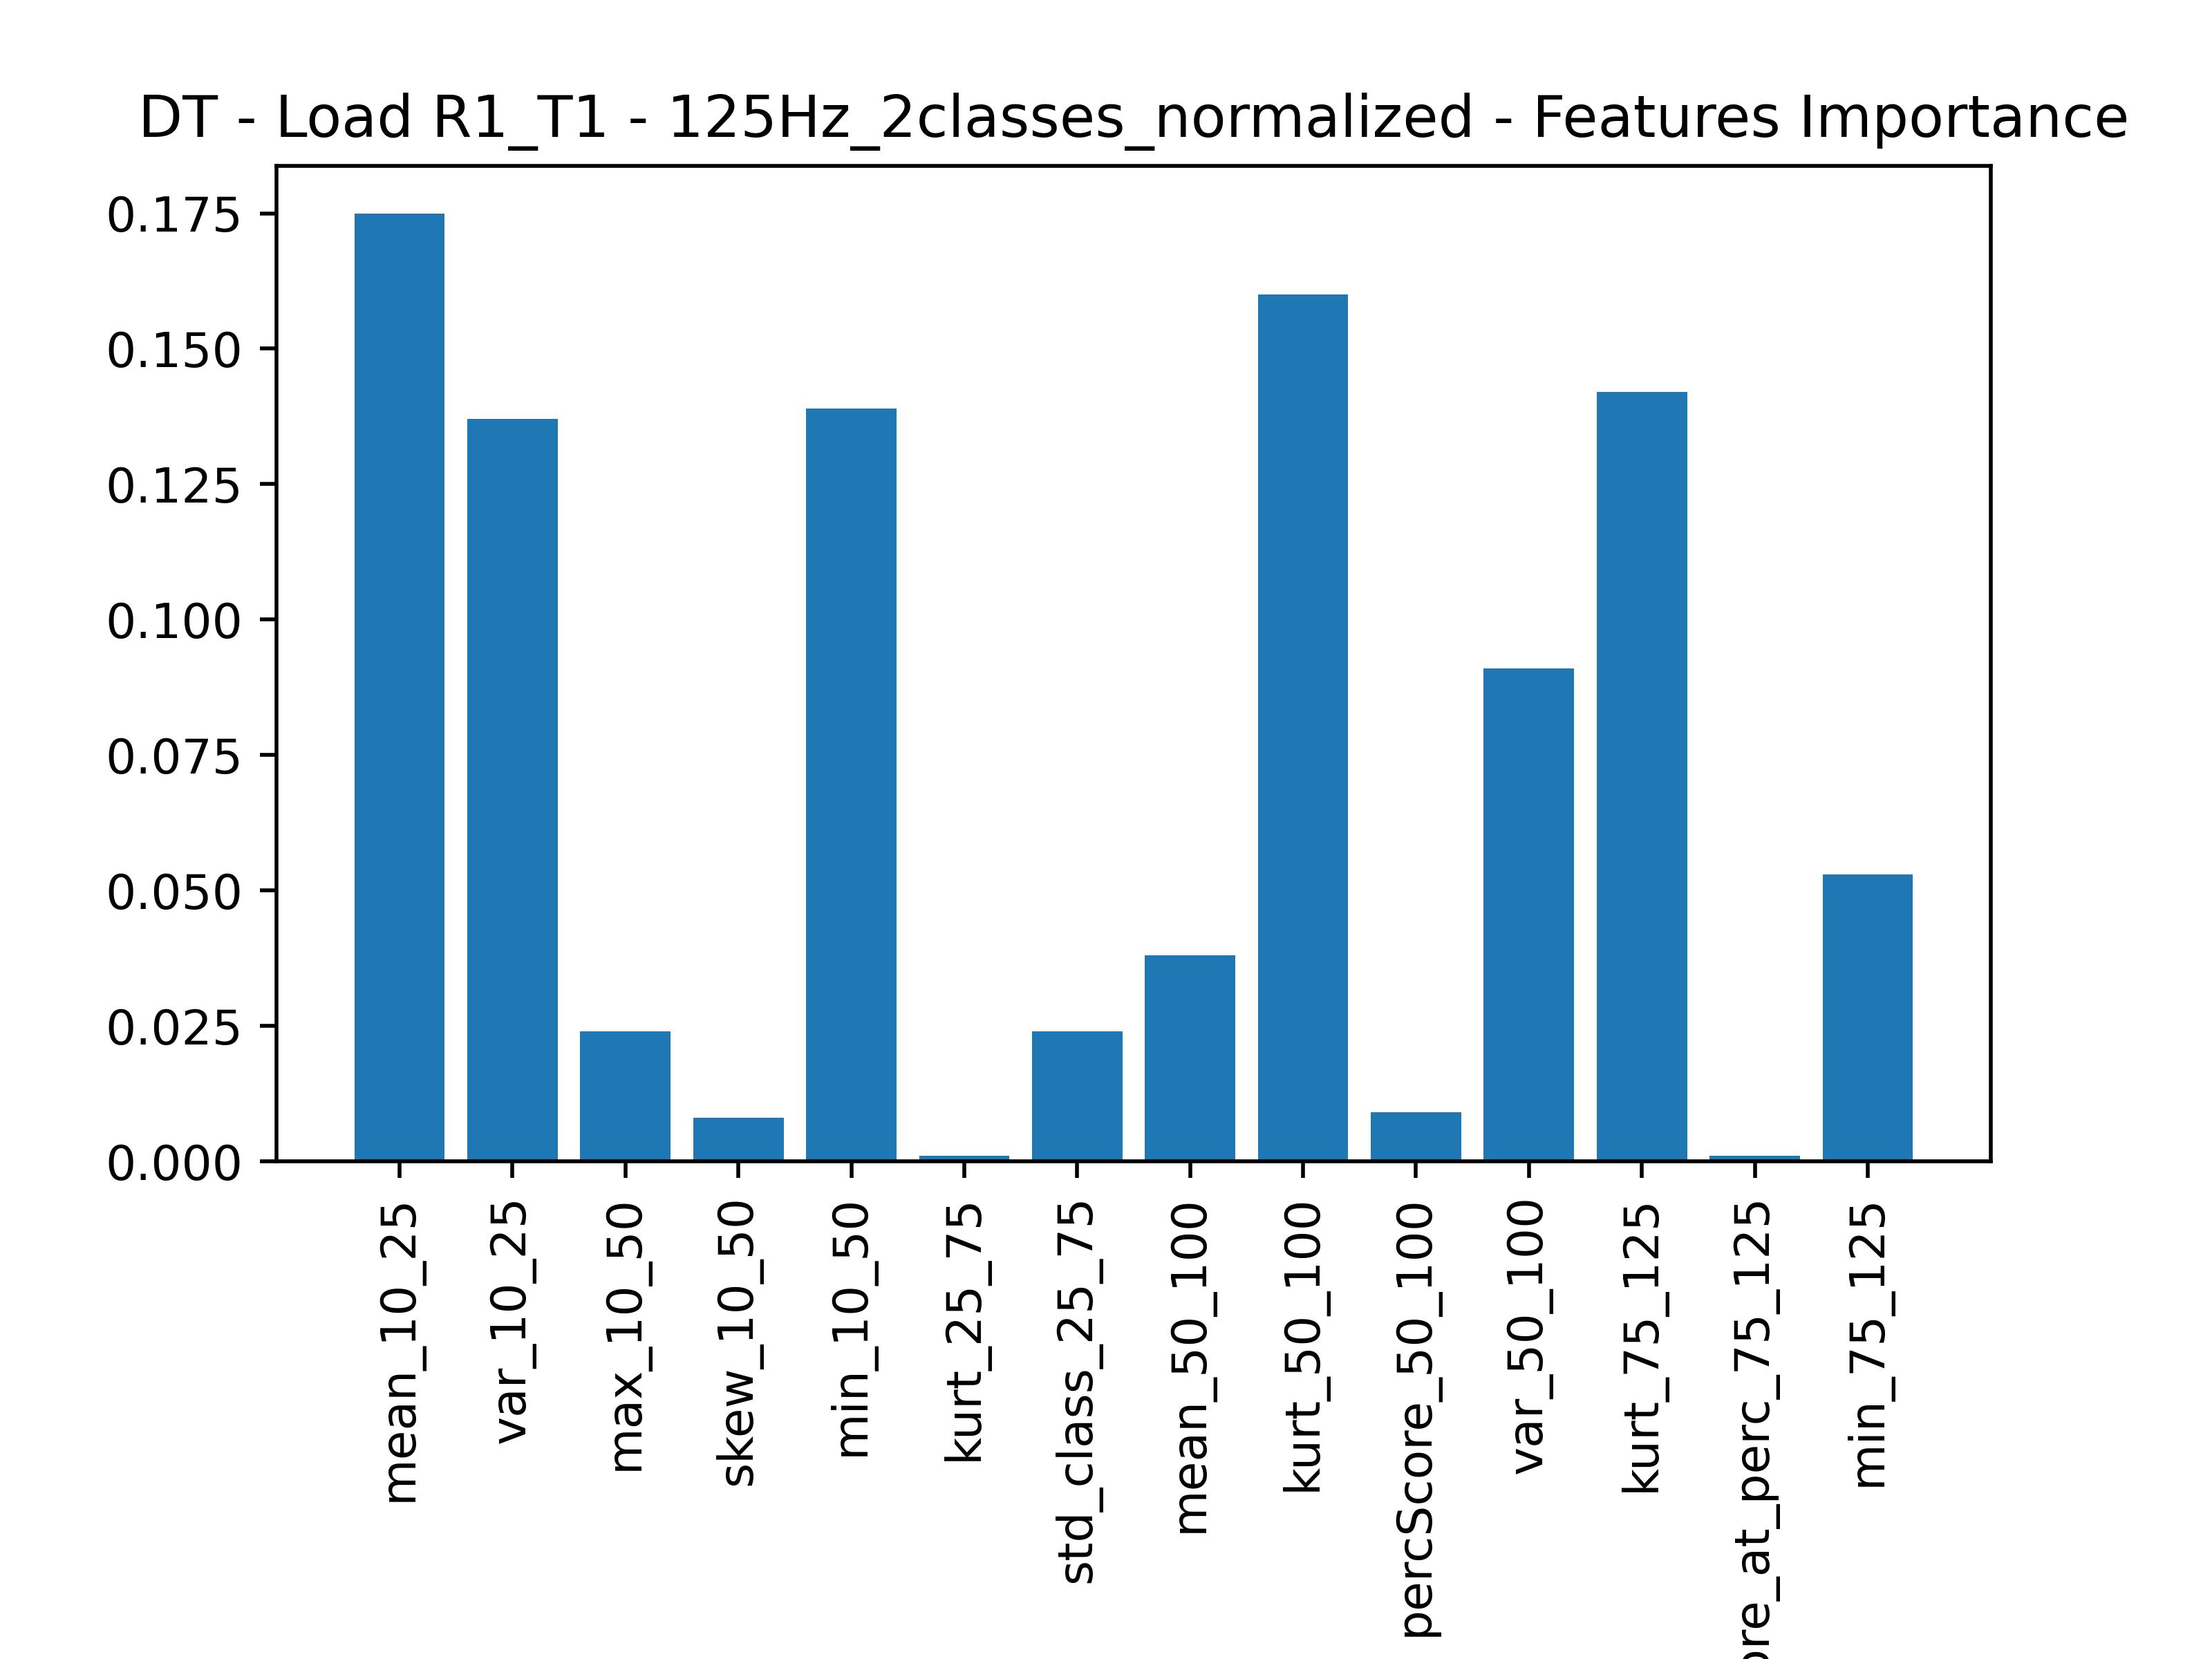 DT - Load R1_T1 - 125Hz_2classes_normalized - Features Importance
0.175
0.150
0.125
0.100
0.075
0.050
0.025
0.000
mean_10_25
var_10_25
max_10_50
skew_10_50
min_10_50
kurt_25_75
std_class_25_75
mean_50_100
kurt_50_100
percScore_50_100
var_50_100
kurt_75_125
ore_at_perc_75_125
min_75_125